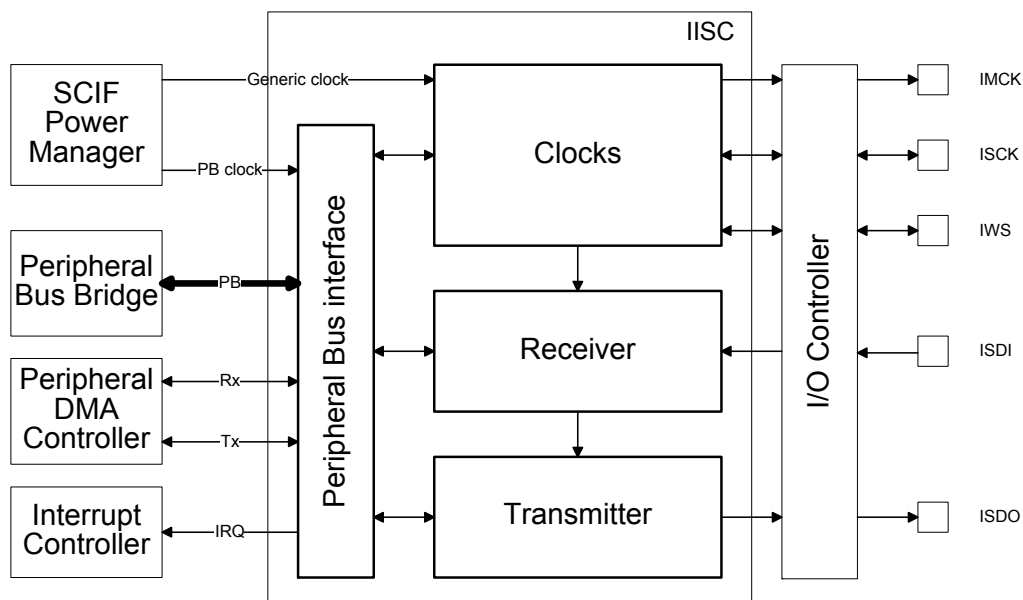 IISC
SCIF
Power
Manager
Generic clock
PB clock
Clocks
IMCK
ISCK
IWS
Peripheral
Bus Bridge
PB
Peripheral Bus interface
Receiver
I/O Controller
ISDI
Peripheral
DMA
Controller
Rx
Tx
Transmitter
ISDO
Interrupt
Controller
IRQ